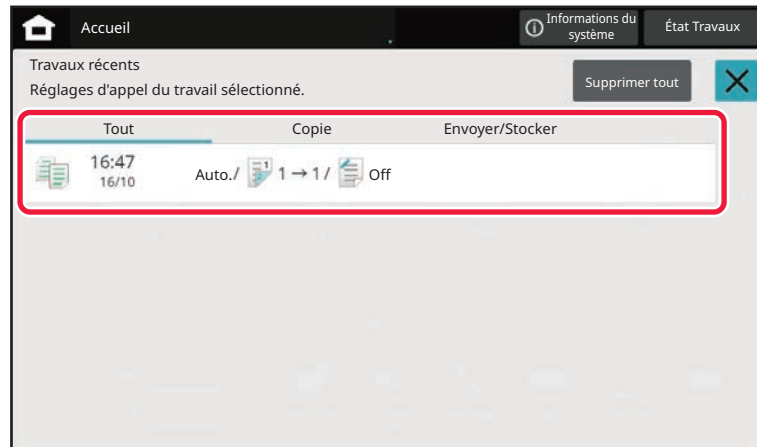 Accueil
Informations du
système
État Travaux
Travaux récents
Réglages d'appel du travail sélectionné.
Supprimer tout
Tout Copie Envoyer/Stocker
16:47
16/10
Auto./ 1 1 → 1 / Off